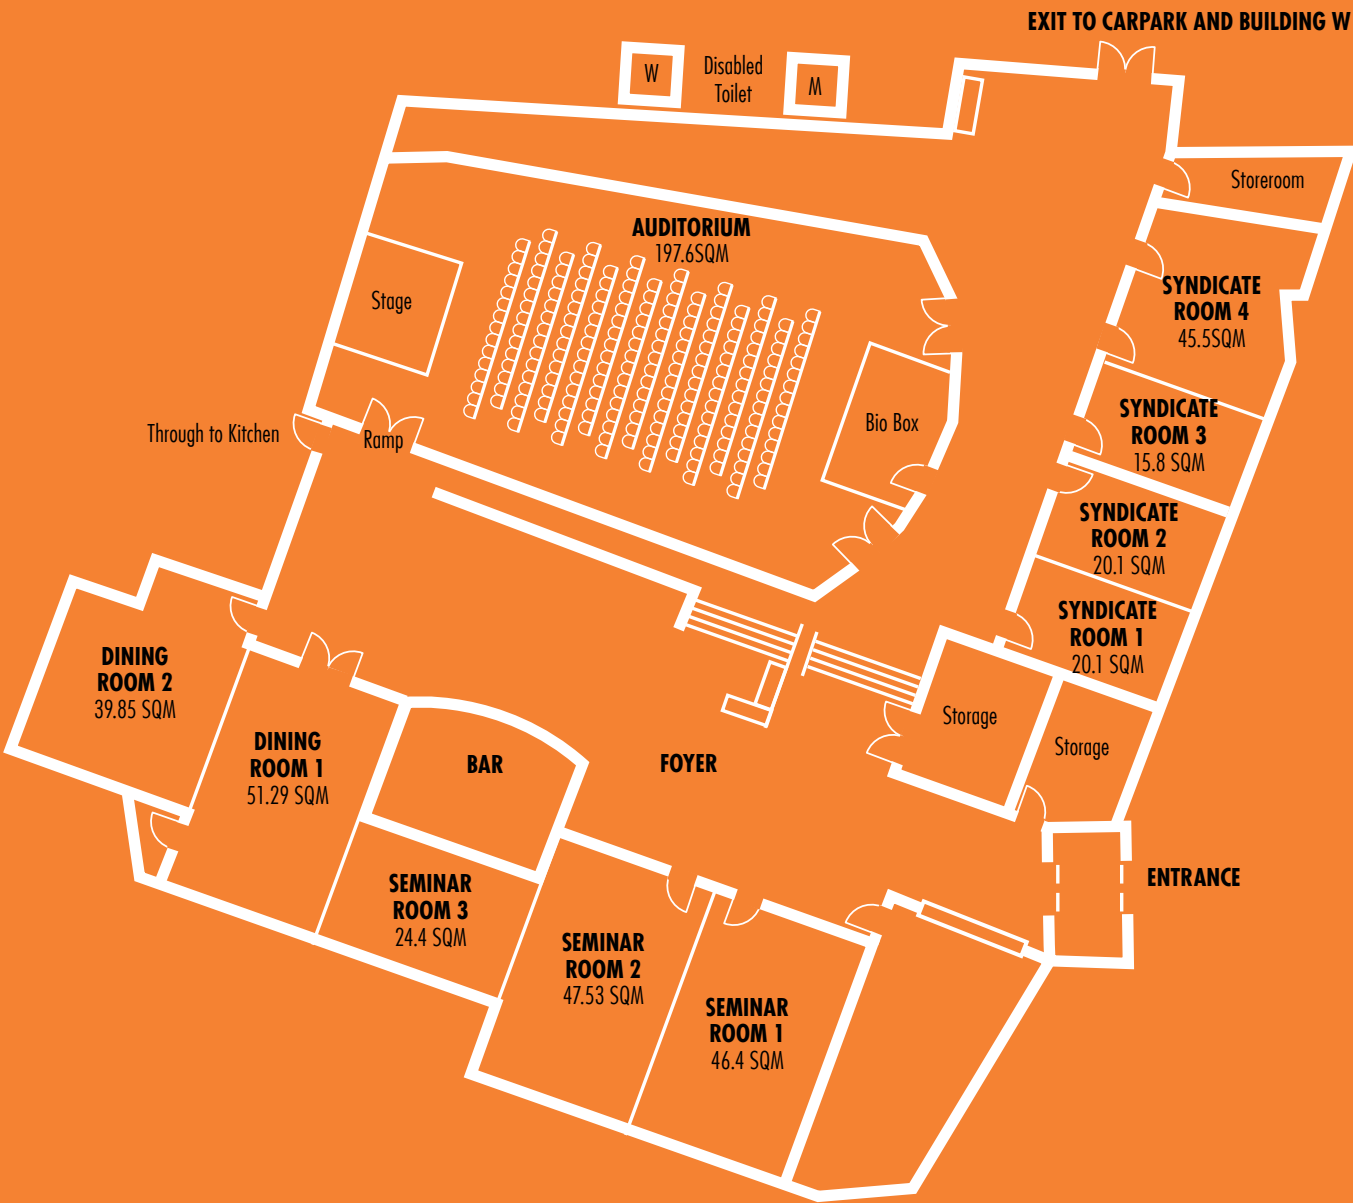 EXIT TO CARPARK AND BUILDING W
W
Disabled
Toilet
M
Storeroom
AUDITORIUM
197.6SQM
Stage
SYNDICATE
ROOM 4
45.5SQM
Through to Kitchen
Ramp
Bio Box
SYNDICATE
ROOM 3
15.8 SQM
SYNDICATE
ROOM 2
20.1 SQM
SYNDICATE
ROOM 1
20.1 SQM
DINING
ROOM 2
39.85 SQM
DINING
ROOM 1
51.29 SQM
BAR
FOYER
Storage
Storage
SEMINAR
ROOM 3
24.4 SQM
ENTRANCE
SEMINAR
ROOM 2
47.53 SQM
SEMINAR
ROOM 1
46.4 SQM